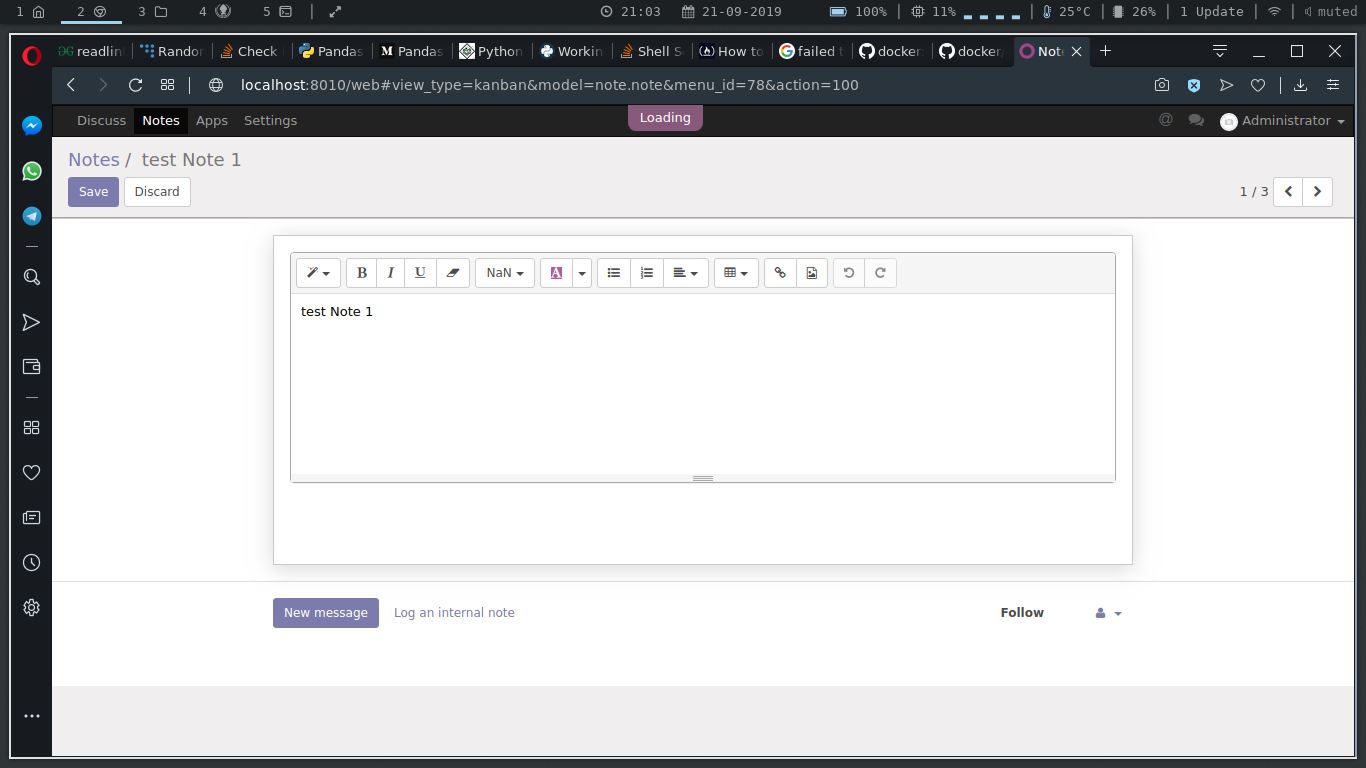 1 2 3 4 5 21:03 21-09-2019 100% 11% 25°C 26% 1 Update muted
readlin Randor Check Pandas Pandas Python Workin Shell S How to failed t docker docker, Not
localhost:8010/web#view_type=kanban&model=note.note&menu_id=78&action=100
Discuss Notes Apps Settings Loading @ Administrator
Notes / test Note 1
Save Discard 1 / 3
B I U NaN A
test Note 1
New message Log an internal note Follow